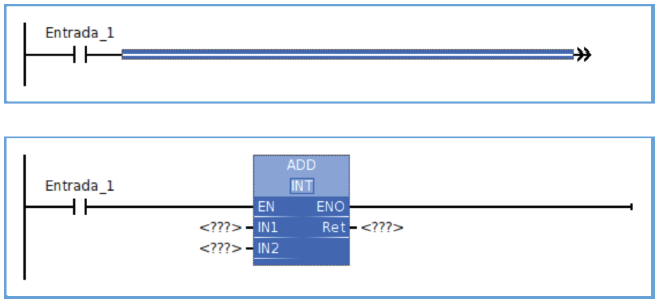 Entrada_1
Entrada_1
ADD
INT
EN ENO
<???> IN1 Ret <???>
<???> IN2